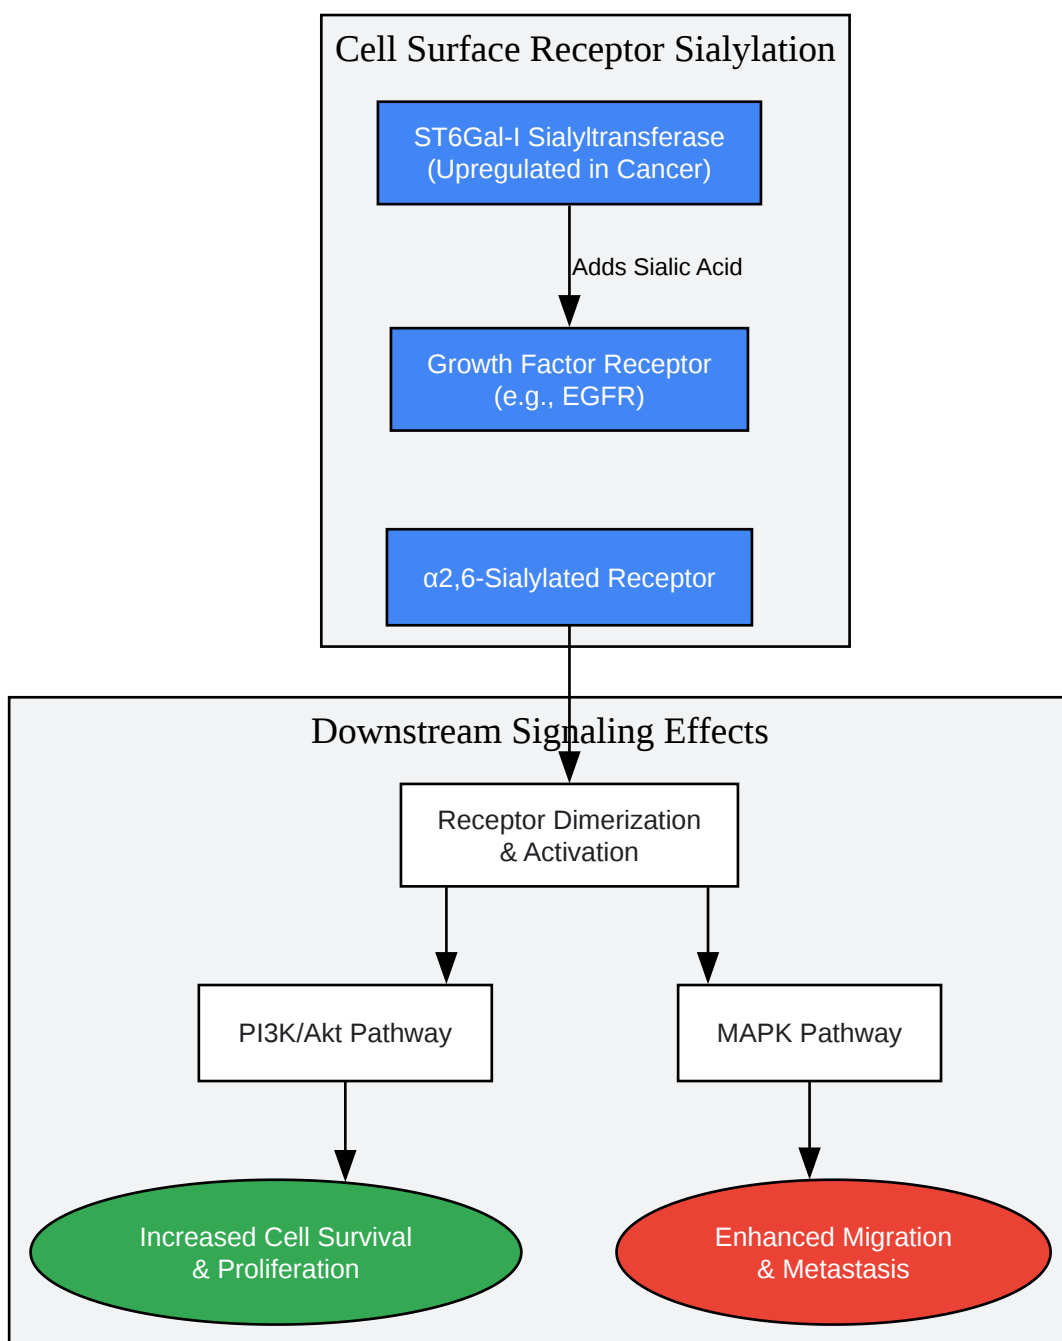 Cell Surface Receptor Sialylation
ST6Gal-I Sialyltransferase
(Upregulated in Cancer)
Adds Sialic Acid
Growth Factor Receptor
(e.g., EGFR)
α2,6-Sialylated Receptor
Downstream Signaling Effects
Receptor Dimerization
& Activation
PI3K/Akt Pathway
MAPK Pathway
Increased Cell Survival
& Proliferation
Enhanced Migration
& Metastasis